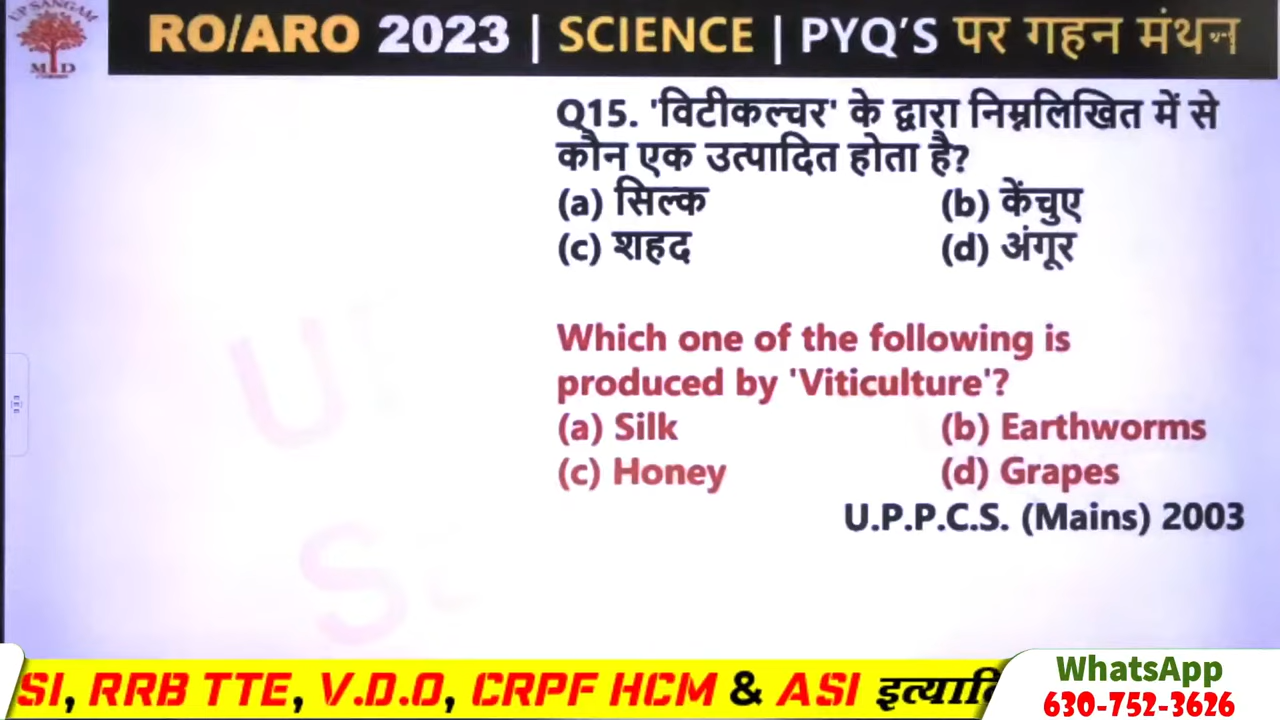 UP SANGAM
RO/ARO 2023 | SCIENCE | PYQ'S पर गहन मंथन
Q15. 'विटीकल्चर' के द्वारा निम्नलिखित में से
कौन एक उत्पादित होता है?
(a) सिल्क (b) केंचुए
(c) शहद (d) अंगूर
Which one of the following is
produced by 'Viticulture'?
(a) Silk (b) Earthworms
(c) Honey (d) Grapes
U.P.P.C.S. (Mains) 2003
SI, RRB TTE, V.D.O, CRPF HCM & ASI
WhatsApp
630-752-3626